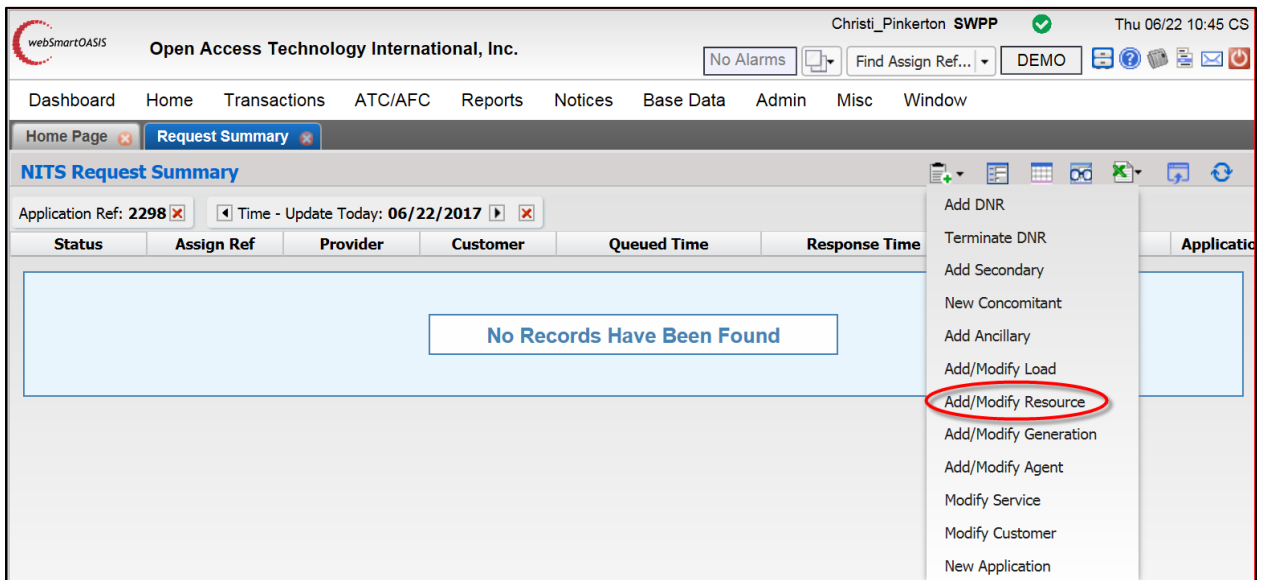 Christi_Pinkerton SWPP Thu 06/22 10:45 CS
webSmartOASIS Open Access Technology International, Inc.
No Alarms Find Assign Ref... DEMO
Dashboard Home Transactions ATC/AFC Reports Notices Base Data Admin Misc Window
Home Page Request Summary
NITS Request Summary
Application Ref: 2298 Time - Update Today: 06/22/2017
Status Assign Ref Provider Customer Queued Time Response Time Applicatio
No Records Have Been Found
Add DNR
Terminate DNR
Add Secondary
New Concomitant
Add Ancillary
Add/Modify Load
Add/Modify Resource
Add/Modify Generation
Add/Modify Agent
Modify Service
Modify Customer
New Application